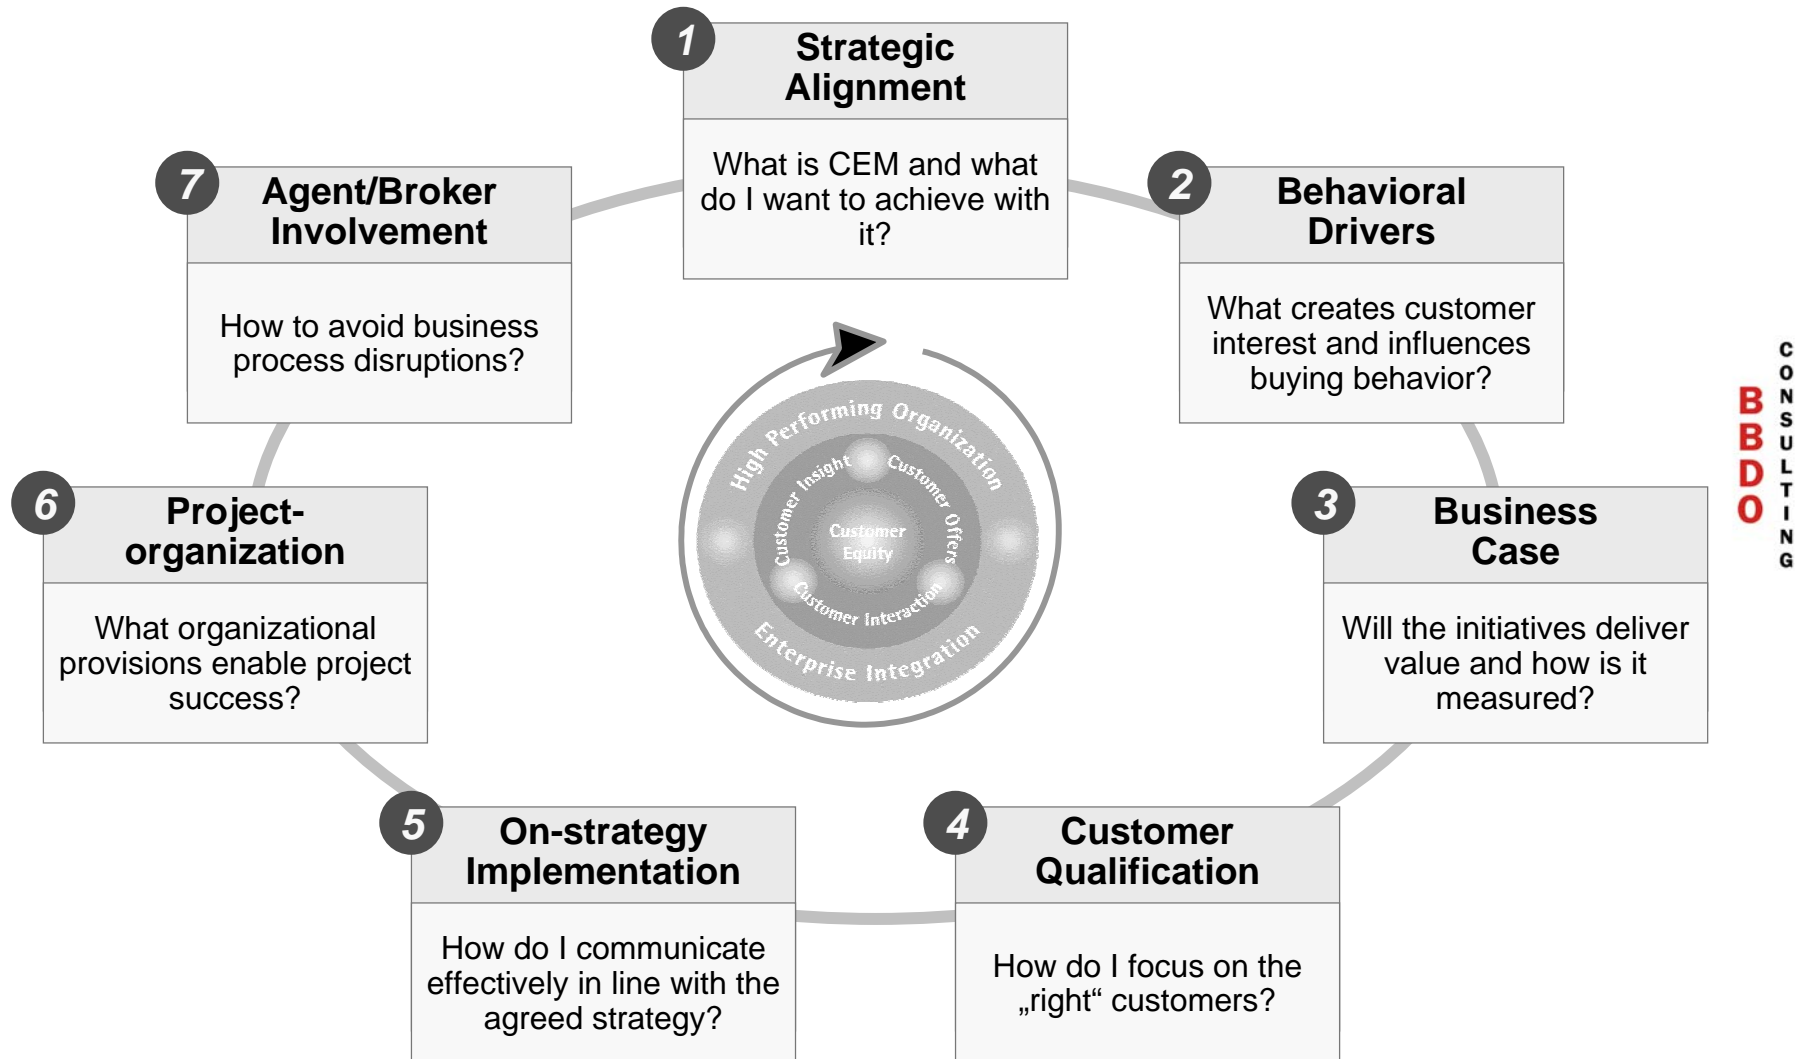 1
Strategic
Alignment
What is CEM and what
do I want to achieve with
it?
2
Behavioral
Drivers
What creates customer
interest and influences
buying behavior?
3
Business
Case
Will the initiatives deliver
value and how is it
measured?
4
Customer
Qualification
How do I focus on the
„right“ customers?
5
On-strategy
Implementation
How do I communicate
effectively in line with the
agreed strategy?
6
Project-
organization
What organizational
provisions enable project
success?
7
Agent/Broker
Involvement
How to avoid business
process disruptions?
High Performing Organization
Customer Insight
Customer Offers
Customer
Equity
Customer Interaction
Enterprise Integration
BBDO
CONSULTING